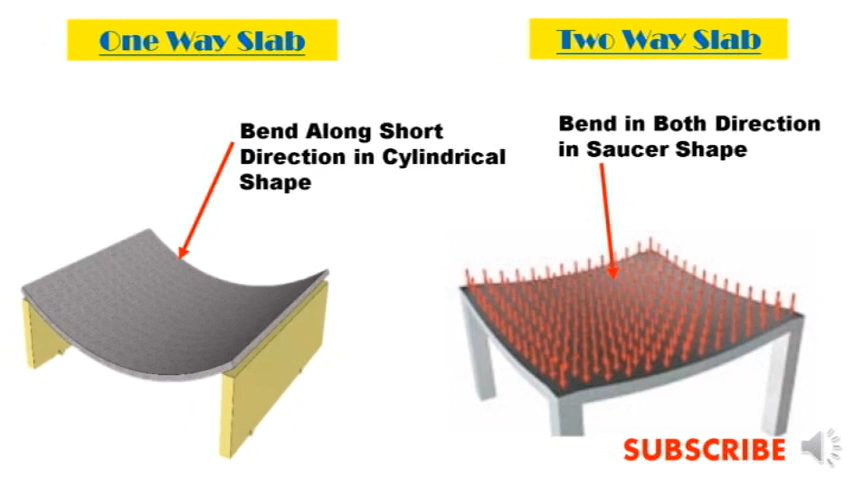 One Way Slab
Two Way Slab
Bend Along Short
Direction in Cylindrical
Shape
Bend in Both Direction
in Saucer Shape
SUBSCRIBE